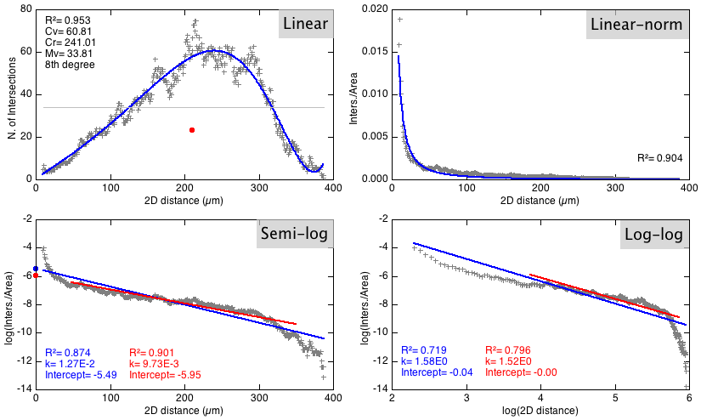 Linear
R²= 0.953
Cv= 60.81
Cr= 241.01
Mv= 33.81
8th degree
N. of Intersections
80
60
40
20
0
0 100 200 300 400
2D distance (µm)
Linear-norm
Inters./Area
0.020
0.015
0.010
0.005
0.000
R²= 0.904
0 100 200 300 400
2D distance (µm)
Semi-log
log(Inters./Area)
-2
-4
-6
-8
-10
-12
-14
R²= 0.874 R²= 0.901
k= 1.27E-2 k= 9.73E-3
Intercept= -5.49 Intercept= -5.95
0 100 200 300 400
2D distance (µm)
Log-log
log(Inters./Area)
-2
-4
-6
-8
-10
-12
-14
R²= 0.719 R²= 0.796
k= 1.58E0 k= 1.52E0
Intercept= -0.04 Intercept= -0.00
2 3 4 5 6
log(2D distance)